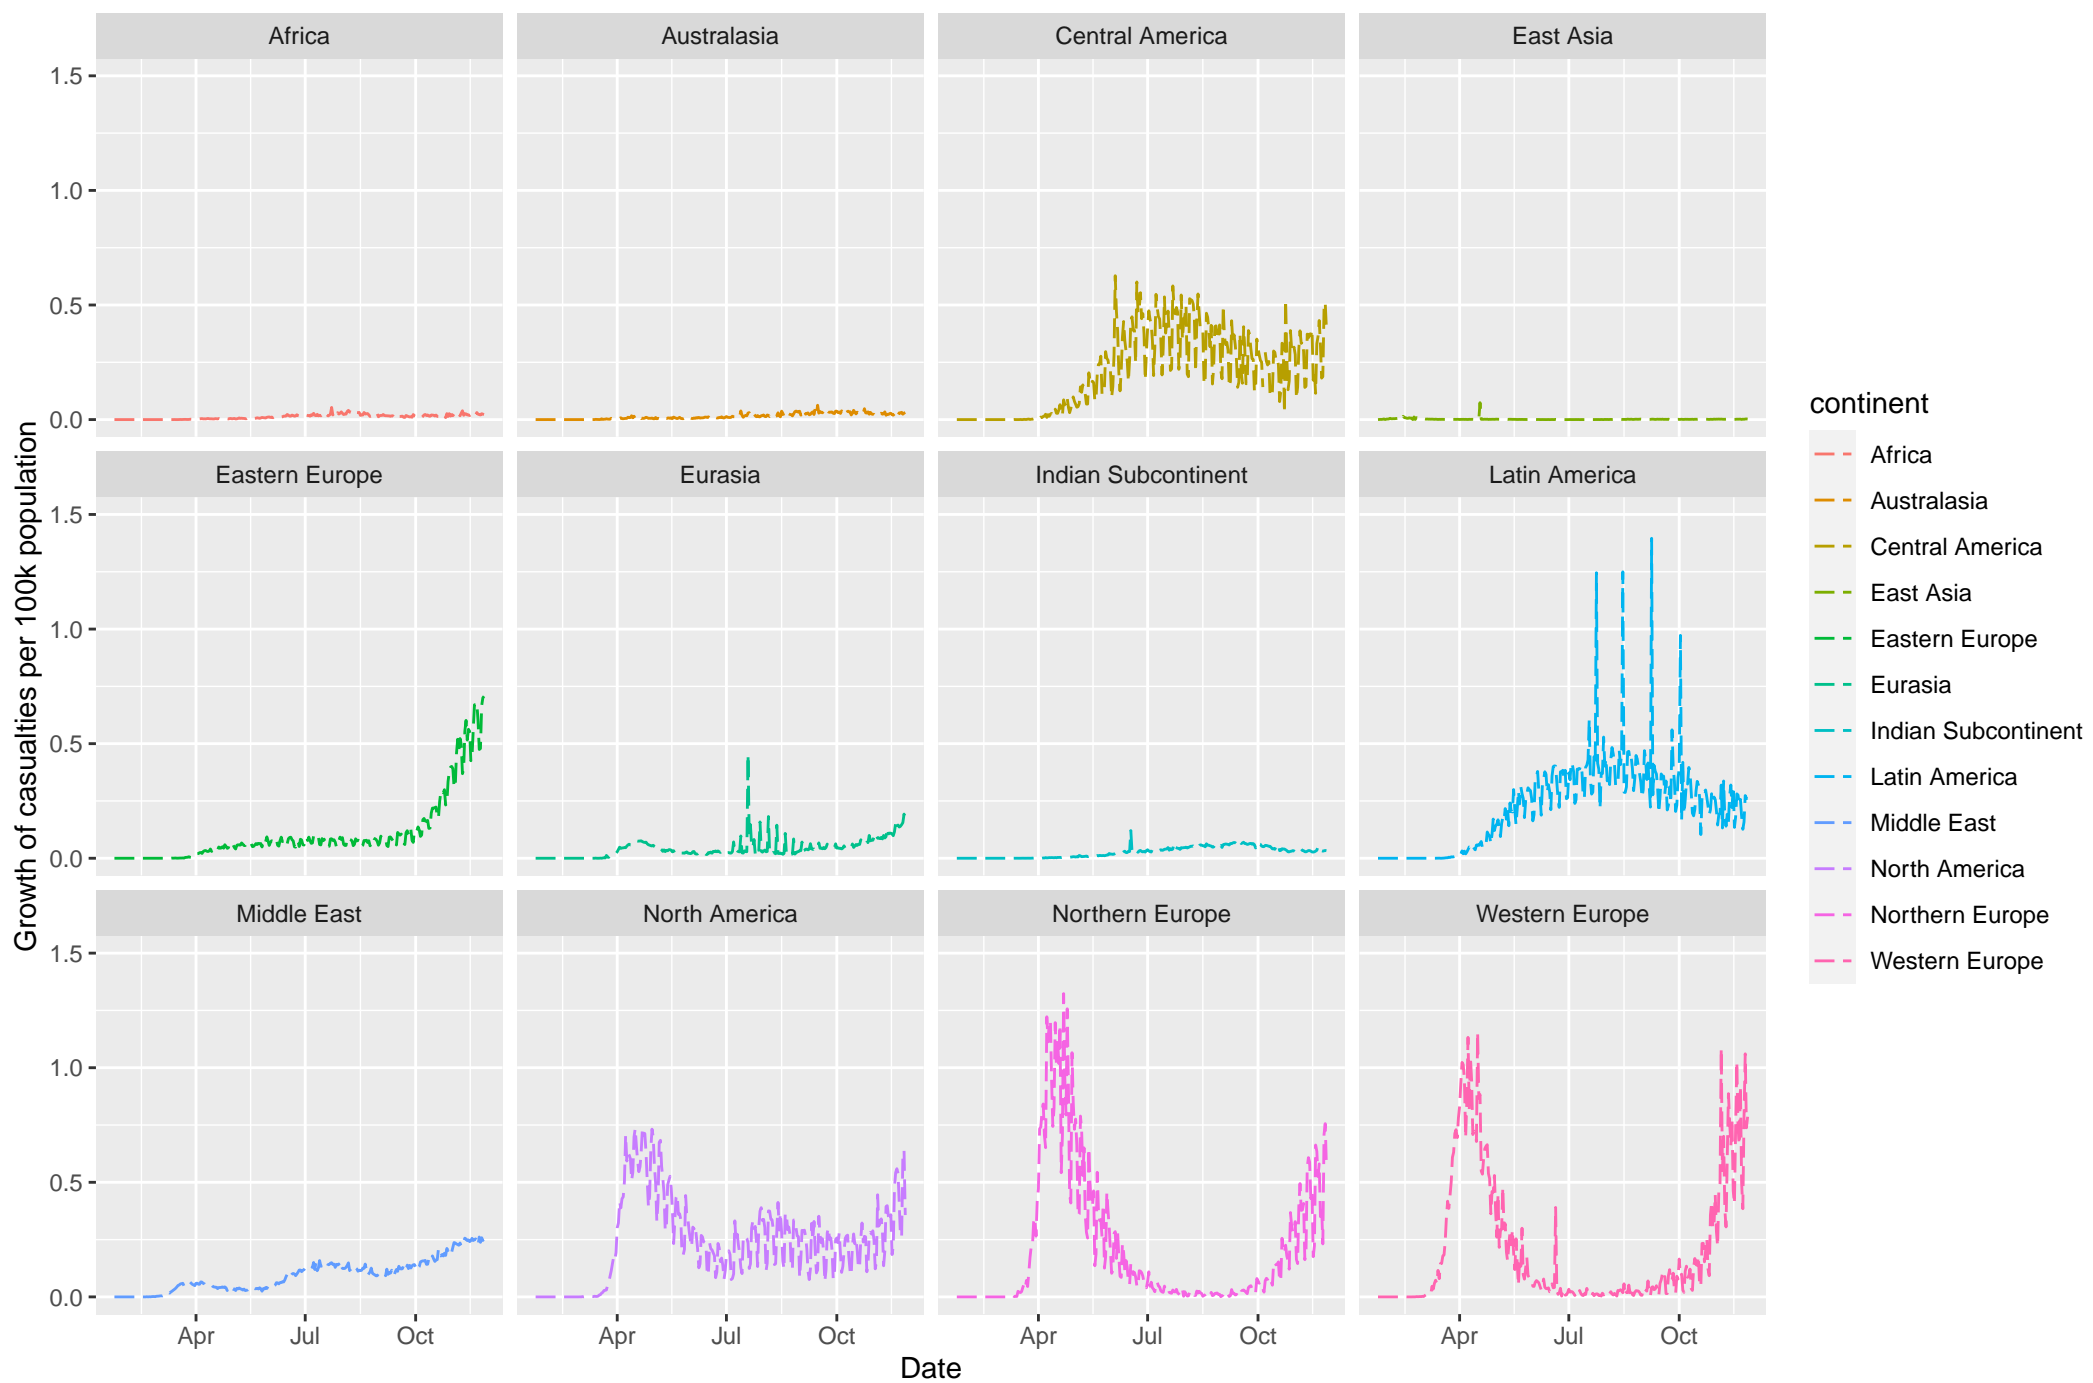 Africa
Australasia
Central America
East Asia
1.5
1.0
0.5
0.0
Eastern Europe
Eurasia
Indian Subcontinent
Latin America
1.5
1.0
0.5
0.0
Middle East
North America
Northern Europe
Western Europe
1.5
1.0
0.5
0.0
Apr Jul Oct
Apr Jul Oct
Apr Jul Oct
Apr Jul Oct
Date
Growth of casualties per 100k population
continent
Africa
Australasia
Central America
East Asia
Eastern Europe
Eurasia
Indian Subcontinent
Latin America
Middle East
North America
Northern Europe
Western Europe